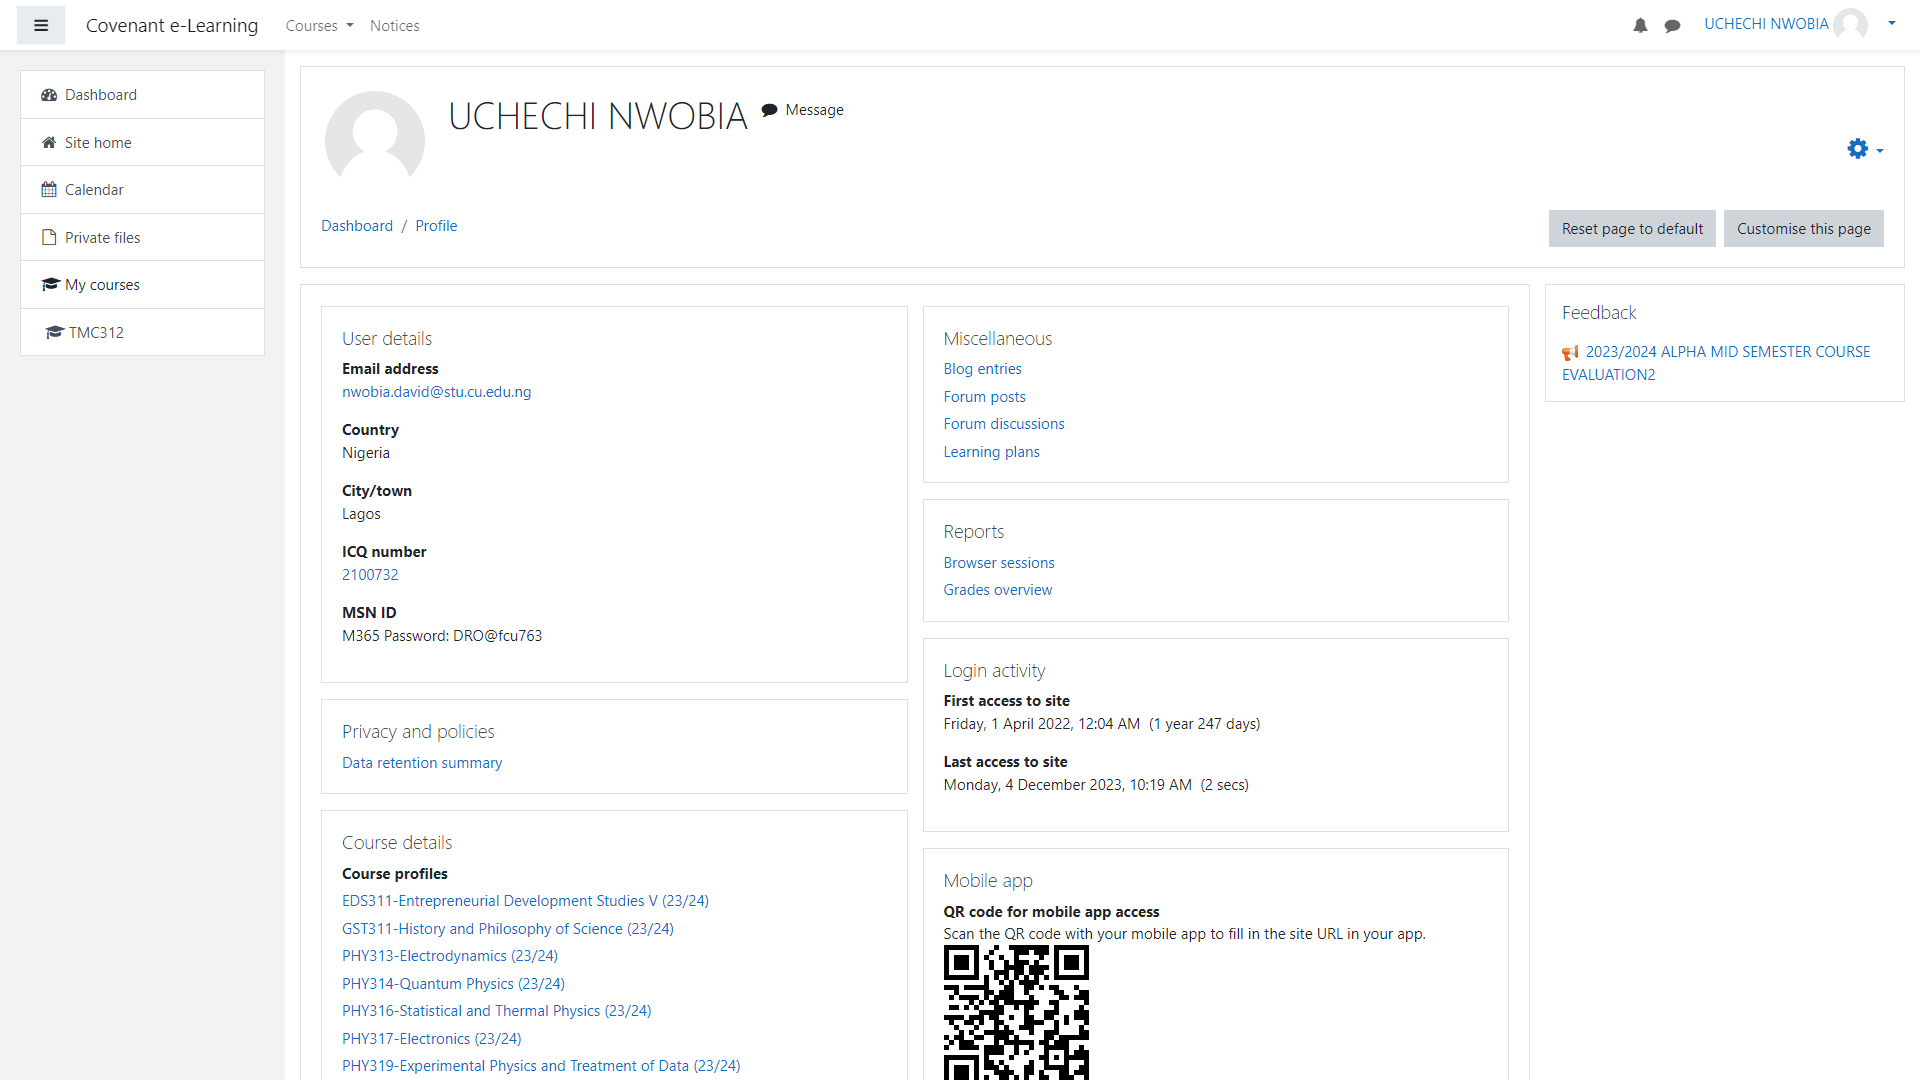 Covenant e-Learning
Courses
Notices
UCHECHI NWOBIA
Dashboard
Site home
Calendar
Private files
My courses
TMC312
UCHECHI NWOBIA
Message
Dashboard / Profile
Reset page to default
Customise this page
User details
Email address
nwobia.david@stu.cu.edu.ng
Country
Nigeria
City/town
Lagos
ICQ number
2100732
MSN ID
M365 Password: DRO@fcu763
Privacy and policies
Data retention summary
Course details
Course profiles
EDS311-Entrepreneurial Development Studies V (23/24)
GST311-History and Philosophy of Science (23/24)
PHY313-Electrodynamics (23/24)
PHY314-Quantum Physics (23/24)
PHY316-Statistical and Thermal Physics (23/24)
PHY317-Electronics (23/24)
PHY319-Experimental Physics and Treatment of Data (23/24)
Miscellaneous
Blog entries
Forum posts
Forum discussions
Learning plans
Reports
Browser sessions
Grades overview
Login activity
First access to site
Friday, 1 April 2022, 12:04 AM  (1 year 247 days)
Last access to site
Monday, 4 December 2023, 10:19 AM  (2 secs)
Mobile app
QR code for mobile app access
Scan the QR code with your mobile app to fill in the site URL in your app.
Feedback
2023/2024 ALPHA MID SEMESTER COURSE
EVALUATION2